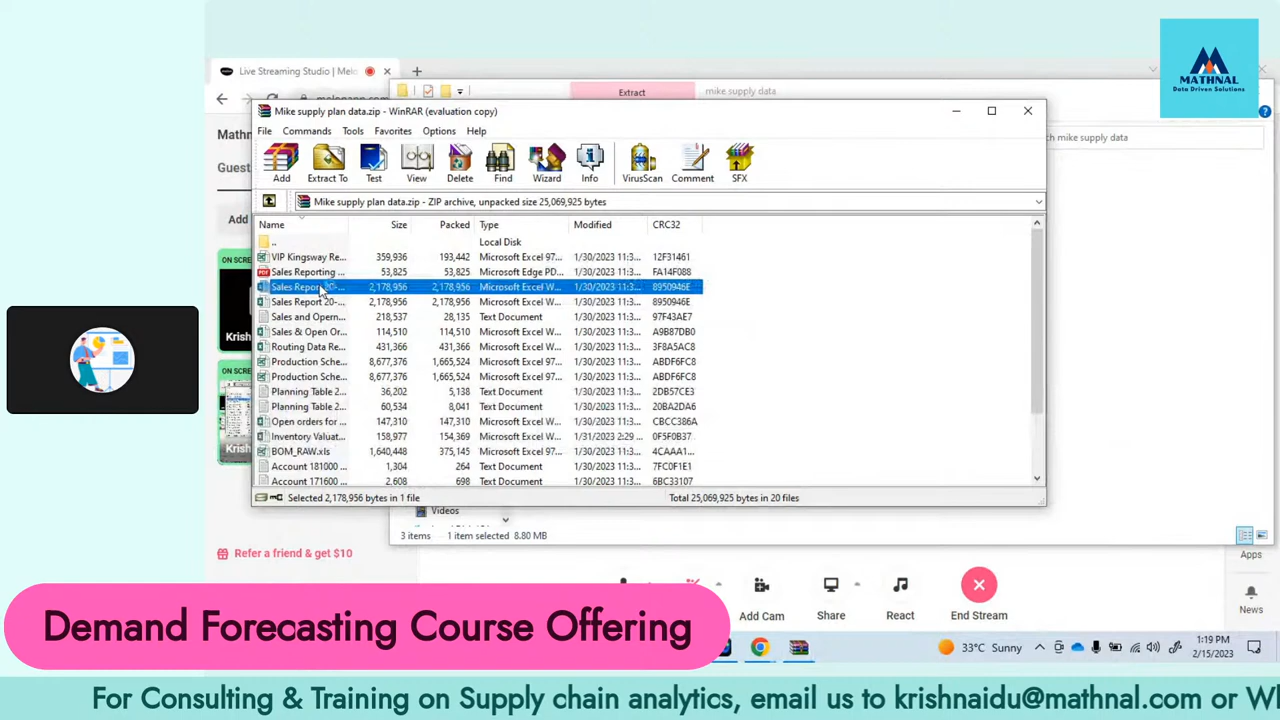 MATHNAL
Data Driven Solutions
Live Streaming Studio | Melo
Extract
mike supply data
ch mike supply data
Mike supply plan data.zip - WinRAR (evaluation copy)
File Commands Tools Favorites Options Help
Add Extract To Test View Delete Find Wizard Info VirusScan Comment SFX
Mike supply plan data.zip - ZIP archive, unpacked size 25,069,925 bytes
Name Size Packed Type Modified CRC32
.. Local Disk
VIP Kingsway Re... 359,936 193,442 Microsoft Excel 97... 1/30/2023 11:3... 12F31461
Sales Reporting ... 53,825 53,825 Microsoft Edge PD... 1/30/2023 11:3... FA14F088
Sales Report 20-... 2,178,956 2,178,956 Microsoft Excel W... 1/30/2023 11:3... 8950946E
Sales Report 20-... 2,178,956 2,178,956 Microsoft Excel W... 1/30/2023 11:3... 8950946E
Sales and Opern... 218,537 28,135 Text Document 1/30/2023 11:3... 97F43AE7
Sales & Open Or... 114,510 114,510 Microsoft Excel W... 1/30/2023 11:3... A9B87DB0
Routing Data Re... 431,366 431,366 Microsoft Excel W... 1/30/2023 11:3... 3F8A5AC8
Production Sche... 8,677,376 1,665,524 Microsoft Excel 97... 1/30/2023 11:3... ABDF6FC8
Production Sche... 8,677,376 1,665,524 Microsoft Excel 97... 1/30/2023 11:3... ABDF6FC8
Planning Table 2... 36,202 5,138 Text Document 1/30/2023 11:3... 2DB57CE3
Planning Table 2... 60,534 8,041 Text Document 1/30/2023 11:3... 20BA2DA6
Open orders for ... 147,310 147,310 Microsoft Excel W... 1/30/2023 11:3... CBCC386A
Inventory Valuat... 158,977 154,369 Microsoft Excel W... 1/31/2023 2:29 ... 0F5F0B37
BOM_RAW.xls 1,640,448 375,145 Microsoft Excel 97... 1/30/2023 11:3... 4CAAA1...
Account 181000 ... 1,304 264 Text Document 1/30/2023 11:3... 7FC0F1E1
Account 171600 ... 2,608 698 Text Document 1/30/2023 11:3... 6BC33107
Selected 2,178,956 bytes in 1 file Total 25,069,925 bytes in 20 files
Guest
Add
ON SCREE
Krish
ON SCREE
Krish
Videos
3 items 1 item selected 8.80 MB
Refer a friend & get $10
Apps
News
Add Cam Share React End Stream
33°C Sunny
1:19 PM
2/15/2023
Demand Forecasting Course Offering
For Consulting & Training on Supply chain analytics, email us to krishnaidu@mathnal.com or